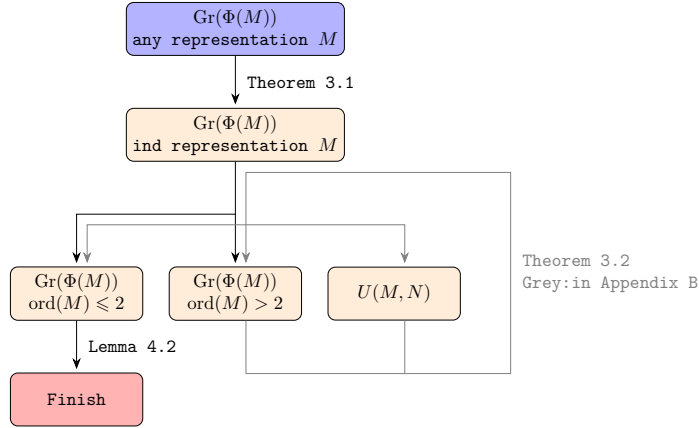 Gr(Φ(M))
any representation M
Theorem 3.1
Gr(Φ(M))
ind representation M
Theorem 3.2
Grey:in Appendix B
Gr(Φ(M))
ord(M) ⩽ 2
Gr(Φ(M))
ord(M) > 2
U(M, N)
Lemma 4.2
Finish